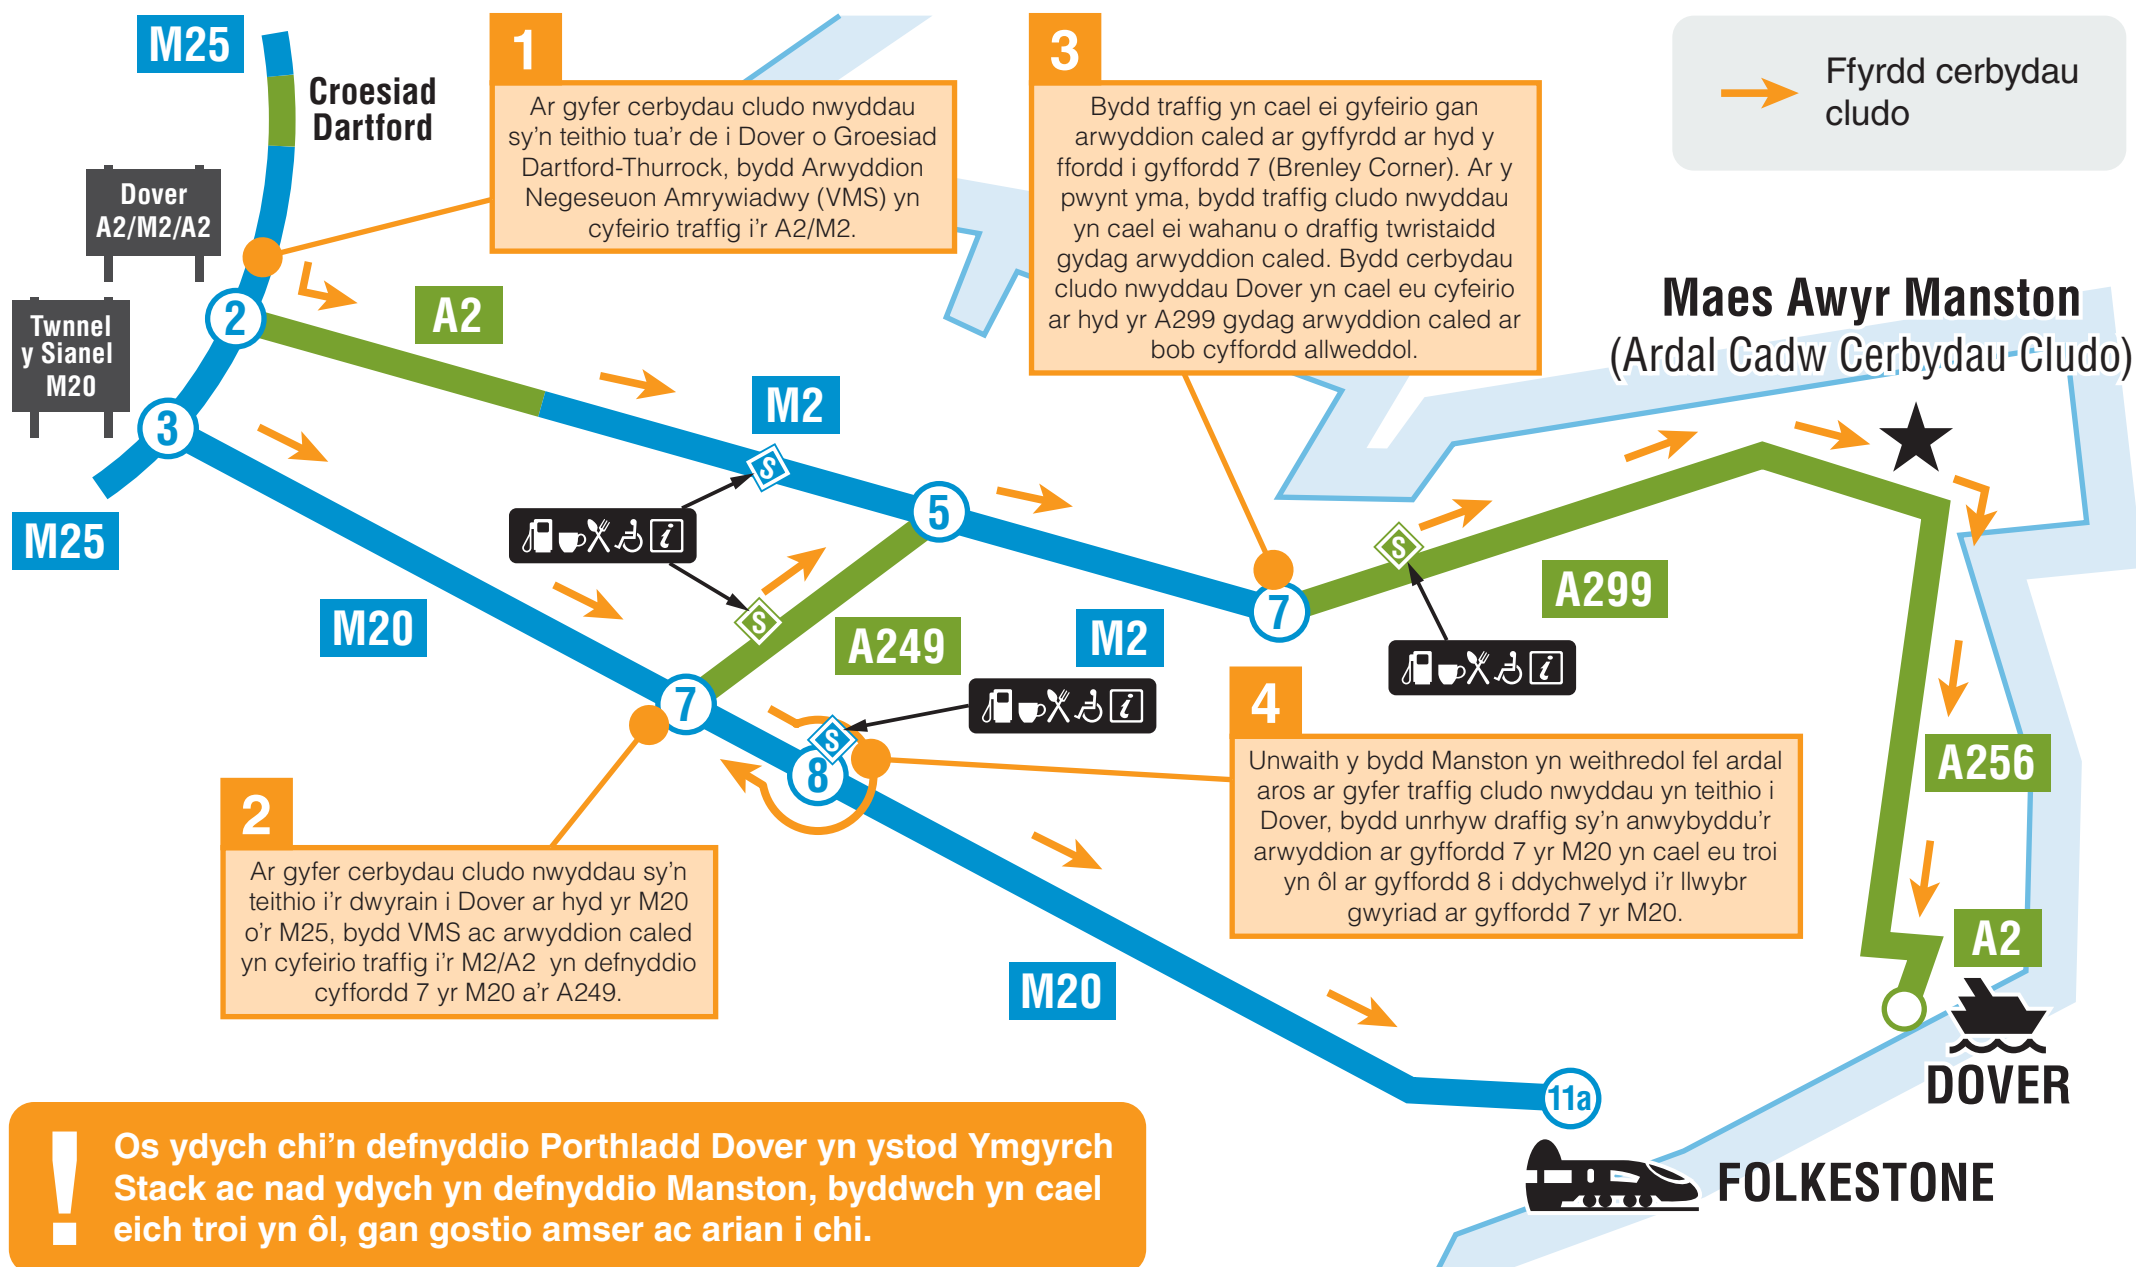 M25
Croesiad
Dartford
1
Ar gyfer cerbydau cludo nwyddau
sy'n teithio tua'r de i Dover o Groesiad
Dartford-Thurrock, bydd Arwyddion
Negeseuon Amrywiadwy (VMS) yn
cyfeirio traffig i'r A2/M2.
3
Bydd traffig yn cael ei gyfeirio gan
arwyddion caled ar gyffyrdd ar hyd y
ffordd i gyffordd 7 (Brenley Corner). Ar y
pwynt yma, bydd traffig cludo nwyddau
yn cael ei wahanu o draffig twristaidd
gydag arwyddion caled. Bydd cerbydau
cludo nwyddau Dover yn cael eu cyfeirio
ar hyd yr A299 gydag arwyddion caled ar
bob cyffordd allweddol.
Ffyrdd cerbydau
cludo
Dover
A2/M2/A2
Twnnel
y Sianel
M20
2
A2
3
M25
M2
S
5
M20
S
A249
M2
7
7
S
A299
Maes Awyr Manston
(Ardal Cadw Cerbydau Cludo)
i
i
i
S
8
2
Ar gyfer cerbydau cludo nwyddau sy'n
teithio i'r dwyrain i Dover ar hyd yr M20
o'r M25, bydd VMS ac arwyddion caled
yn cyfeirio traffig i'r M2/A2 yn defnyddio
cyffordd 7 yr M20 a'r A249.
4
Unwaith y bydd Manston yn weithredol fel ardal
aros ar gyfer traffig cludo nwyddau yn teithio i
Dover, bydd unrhyw draffig sy'n anwybyddu'r
arwyddion ar gyffordd 7 yr M20 yn cael eu troi
yn ôl ar gyffordd 8 i ddychwelyd i'r llwybr
gwyriad ar gyffordd 7 yr M20.
A256
A2
M20
DOVER
11a
FOLKESTONE
!
Os ydych chi'n defnyddio Porthladd Dover yn ystod Ymgyrch
Stack ac nad ydych yn defnyddio Manston, byddwch yn cael
eich troi yn ôl, gan gostio amser ac arian i chi.